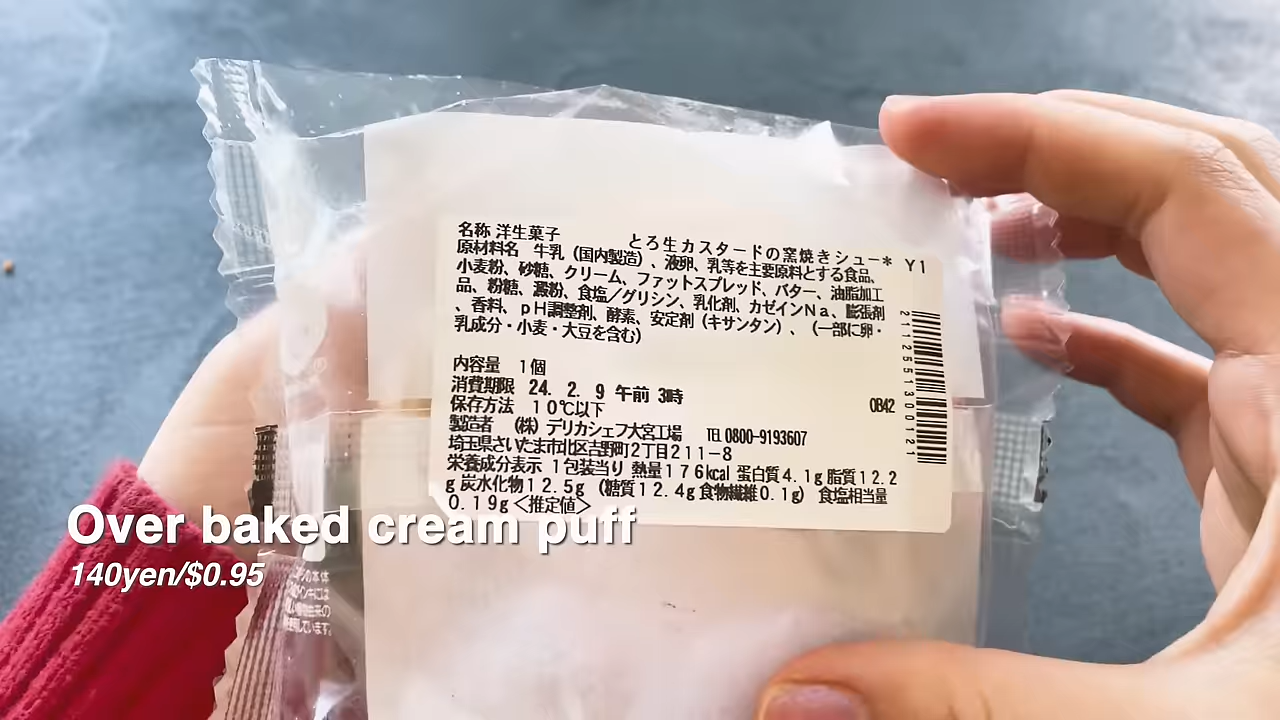 名称 洋生菓子 とろ生カスタードの窯焼きシュー* Y1
原材料名 牛乳(国内製造)、液卵、乳等を主要原料とする食品、
小麦粉、砂糖、クリーム、ファットスプレッド、バター、油脂加工
品、粉糖、澱粉、食塩/グリシン、乳化剤、カゼインNa、膨張剤
、香料、pH調整剤、酵素、安定剤(キサンタン)、(一部に卵・
乳成分・小麦・大豆を含む)
内容量 1個
消費期限 24. 2. 9 午前 3時
保存方法 10℃以下
0B42
製造者 (株)デリカシェフ大宮工場 TEL 0800-9193607
埼玉県さいたま市北区吉野町2丁目211-8
栄養成分表示 1包装当り 熱量176kcal 蛋白質4.1g 脂質12.2
g 炭水化物12.5g (糖質12.4g 食物繊維0.1g) 食塩相当量
0.19g<推定値>
2112551300121
Over baked cream puff
140yen/$0.95